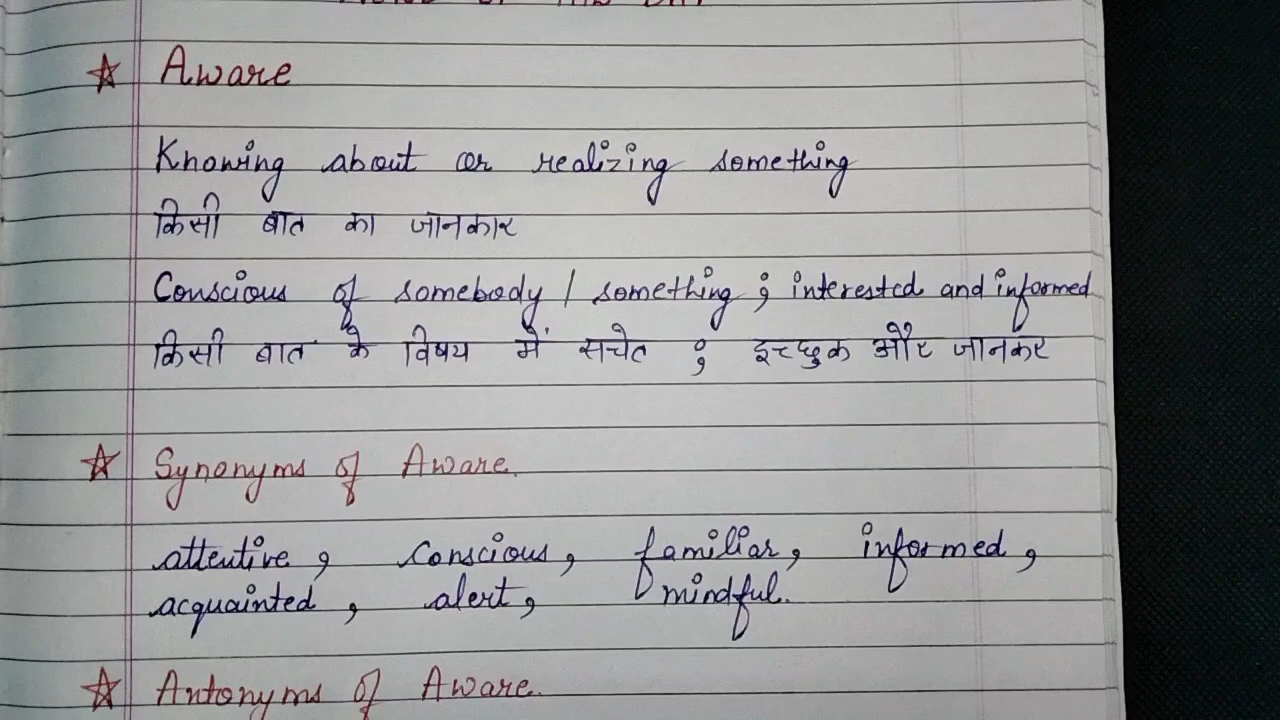 ☆ Aware
Knowing about or realizing something
किसी बात का जानकार
Conscious of somebody / something ; interested and informed
किसी बात के विषय में सचेत ; इच्छुक और जानकर
☆ Synonyms of Aware.
attentive, conscious, familiar, informed,
acquainted, alert, mindful.
☆ Antonyms of Aware.